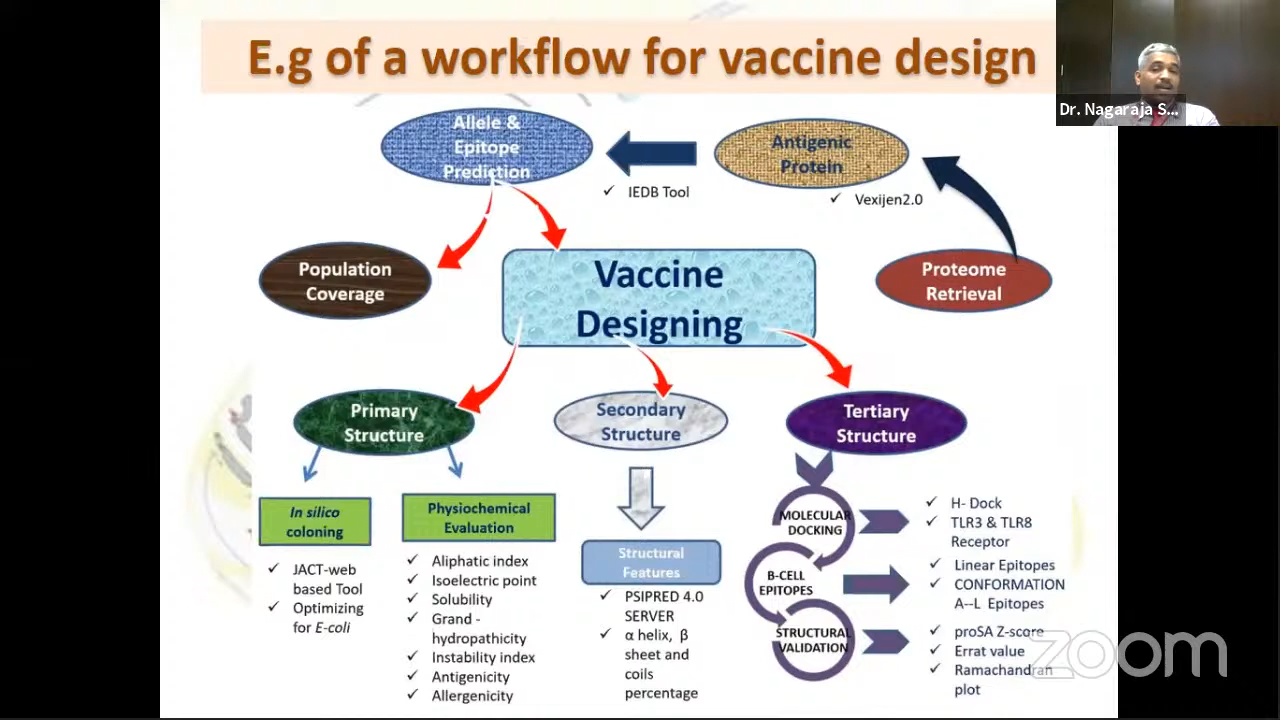 E.g of a workflow for vaccine design
Dr. Nagaraja S...
Allele &
Epitope
Prediction
✓ IEDB Tool
Antigenic
Protein
✓ Vexijen2.0
Population
Coverage
Vaccine
Designing
Proteome
Retrieval
Primary
Structure
Secondary
Structure
Tertiary
Structure
In silico
coloning
✓ JACT-web
based Tool
✓ Optimizing
for E-coli
Physiochemical
Evaluation
✓ Aliphatic index
✓ Isoelectric point
✓ Solubility
✓ Grand -
hydropathicity
✓ Instability index
✓ Antigenicity
✓ Allergenicity
Structural
Features
✓ PSIPRED 4.0
SERVER
✓ α helix, β
sheet and
coils
percentage
MOLECULAR
DOCKING
✓ H- Dock
✓ TLR3 & TLR8
Receptor
B-CELL
EPITOPES
✓ Linear Epitopes
✓ CONFORMATION
A--L Epitopes
STRUCTURAL
VALIDATION
✓ proSA Z-score
✓ Errat value
✓ Ramachandran
plot
zoom